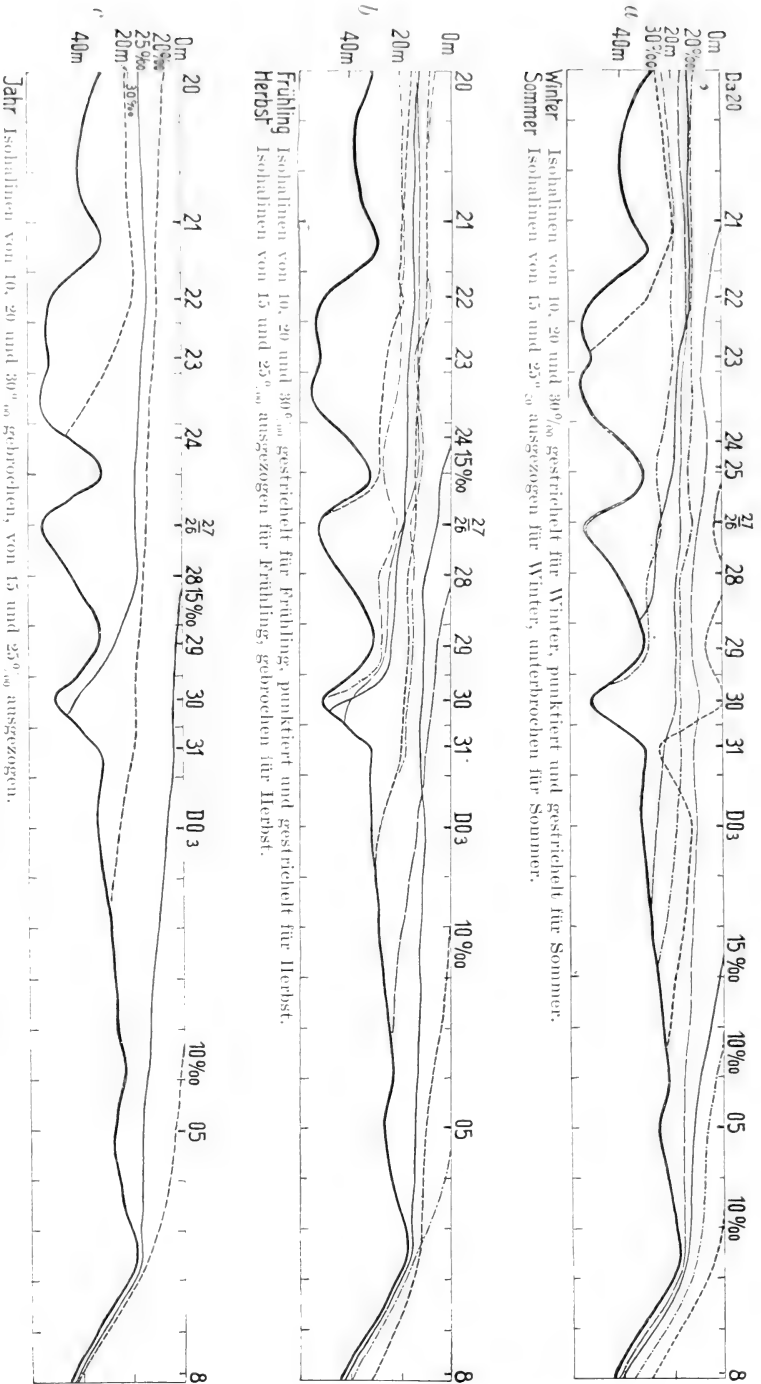 a
0m
20‰
20m
30‰
40m
Da20 21 22 23 24 25 27 26 28 29 30 31 D03 15‰ 10‰ 05 10‰ 8
Winter Isohalinen von 10, 20 und 30‰ gestrichelt für Winter, punktiert und gestrichelt für Sommer.
Sommer Isohalinen von 15 und 25‰ ausgezogen für Winter, unterbrochen für Sommer.
b
0m
20m
40m
20 21 22 23 24 15‰ 27 26 28 29 30 31 D03 10‰ 05 8
Frühling Isohalinen von 10, 20 und 30‰ gestrichelt für Frühling, punktiert und gestrichelt für Herbst.
Herbst Isohalinen von 15 und 25‰ ausgezogen für Frühling, gebrochen für Herbst.
c
0m
20‰
25‰
20m
30‰
40m
20 21 22 23 24 27 26 28 15‰ 29 30 31 D03 10‰ 05 8
Jahr Isohalinen von 10, 20 und 30‰ gebrochen, von 15 und 25‰ ausgezogen.